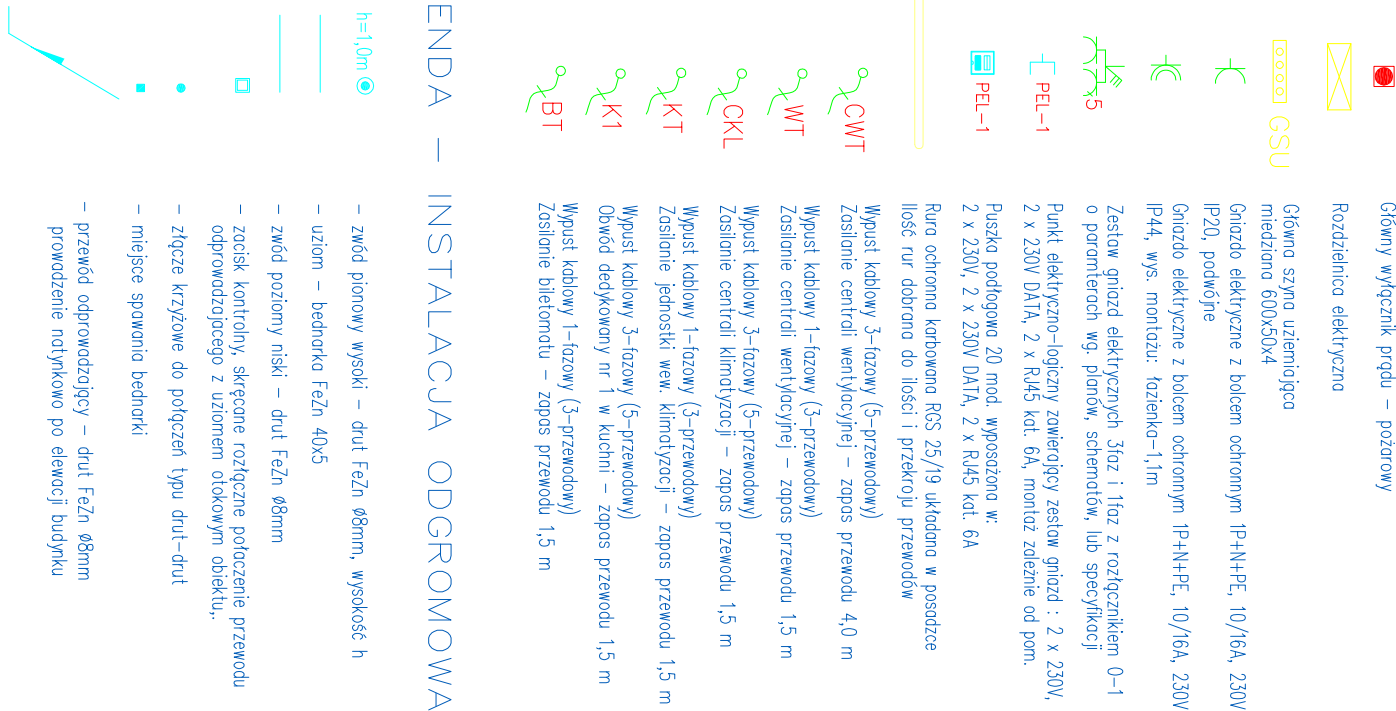 Główny wyłącznik prądu – pożarowy
Rozdzielnica elektryczna
GSU
Główna szyna uziemiająca
miedziana 600x50x4
Gniazdo elektryczne z bolcem ochronnym 1P+N+PE, 10/16A, 230V
IP20, podwójne
Gniazdo elektryczne z bolcem ochronnym 1P+N+PE, 10/16A, 230V
IP44, wys. montażu: łazienka–1,1m
5
Zestaw gniazd elektrycznych 3faz i 1faz z rozłącznikiem 0–1
o paramterach wg. planów, schematów, lub specyfikacji
PEL–1
Punkt elektryczno–logiczny zawierający zestaw gniazd : 2 x 230V,
2 x 230V DATA, 2 x RJ45 kat. 6A, montaż zależnie od pom.
PEL–1
Puszka podłogowa 20 mod. wyposażona w:
2 x 230V, 2 x 230V DATA, 2 x RJ45 kat. 6A
Rura ochronna karbowana RGS 25/19 układana w posadzce
Ilość rur dobrana do ilości i przekroju przewodów
CWT
Wypust kablowy 3–fazowy (5–przewodowy)
Zasilanie centrali wentylacyjnej – zapas przewodu 4,0 m
WT
Wypust kablowy 1–fazowy (3–przewodowy)
Zasilanie centrali wentylacyjnej – zapas przewodu 1,5 m
CKL
Wypust kablowy 3–fazowy (5–przewodowy)
Zasilanie centrali klimatyzacji – zapas przewodu 1,5 m
KT
Wypust kablowy 1–fazowy (3–przewodowy)
Zasilanie jednostki wew. klimatyzacji – zapas przewodu 1,5 m
K1
Wypust kablowy 3–fazowy (5–przewodowy)
Obwód dedykowany nr 1 w kuchni – zapas przewodu 1,5 m
BT
Wypust kablowy 1–fazowy (3–przewodowy)
Zasilanie biletomatu – zapas przewodu 1,5 m
ENDA – INSTALACJA ODGROMOWA
h=1,0m
– zwód pionowy wysoki – drut FeZn ø8mm, wysokość h
– uziom – bednarka FeZn 40x5
– zwód poziomy niski – drut FeZn ø8mm
– zacisk kontrolny, skręcane rozłączne połaczenie przewodu
odprowadzajacego z uziomem otokowym obiektu,.
– złącze krzyżowe do połączeń typu drut–drut
– miejsce spawania bednarki
– przewód odprowadzający – drut FeZn ø8mm
prowadzenie natynkowo po elewacji budynku